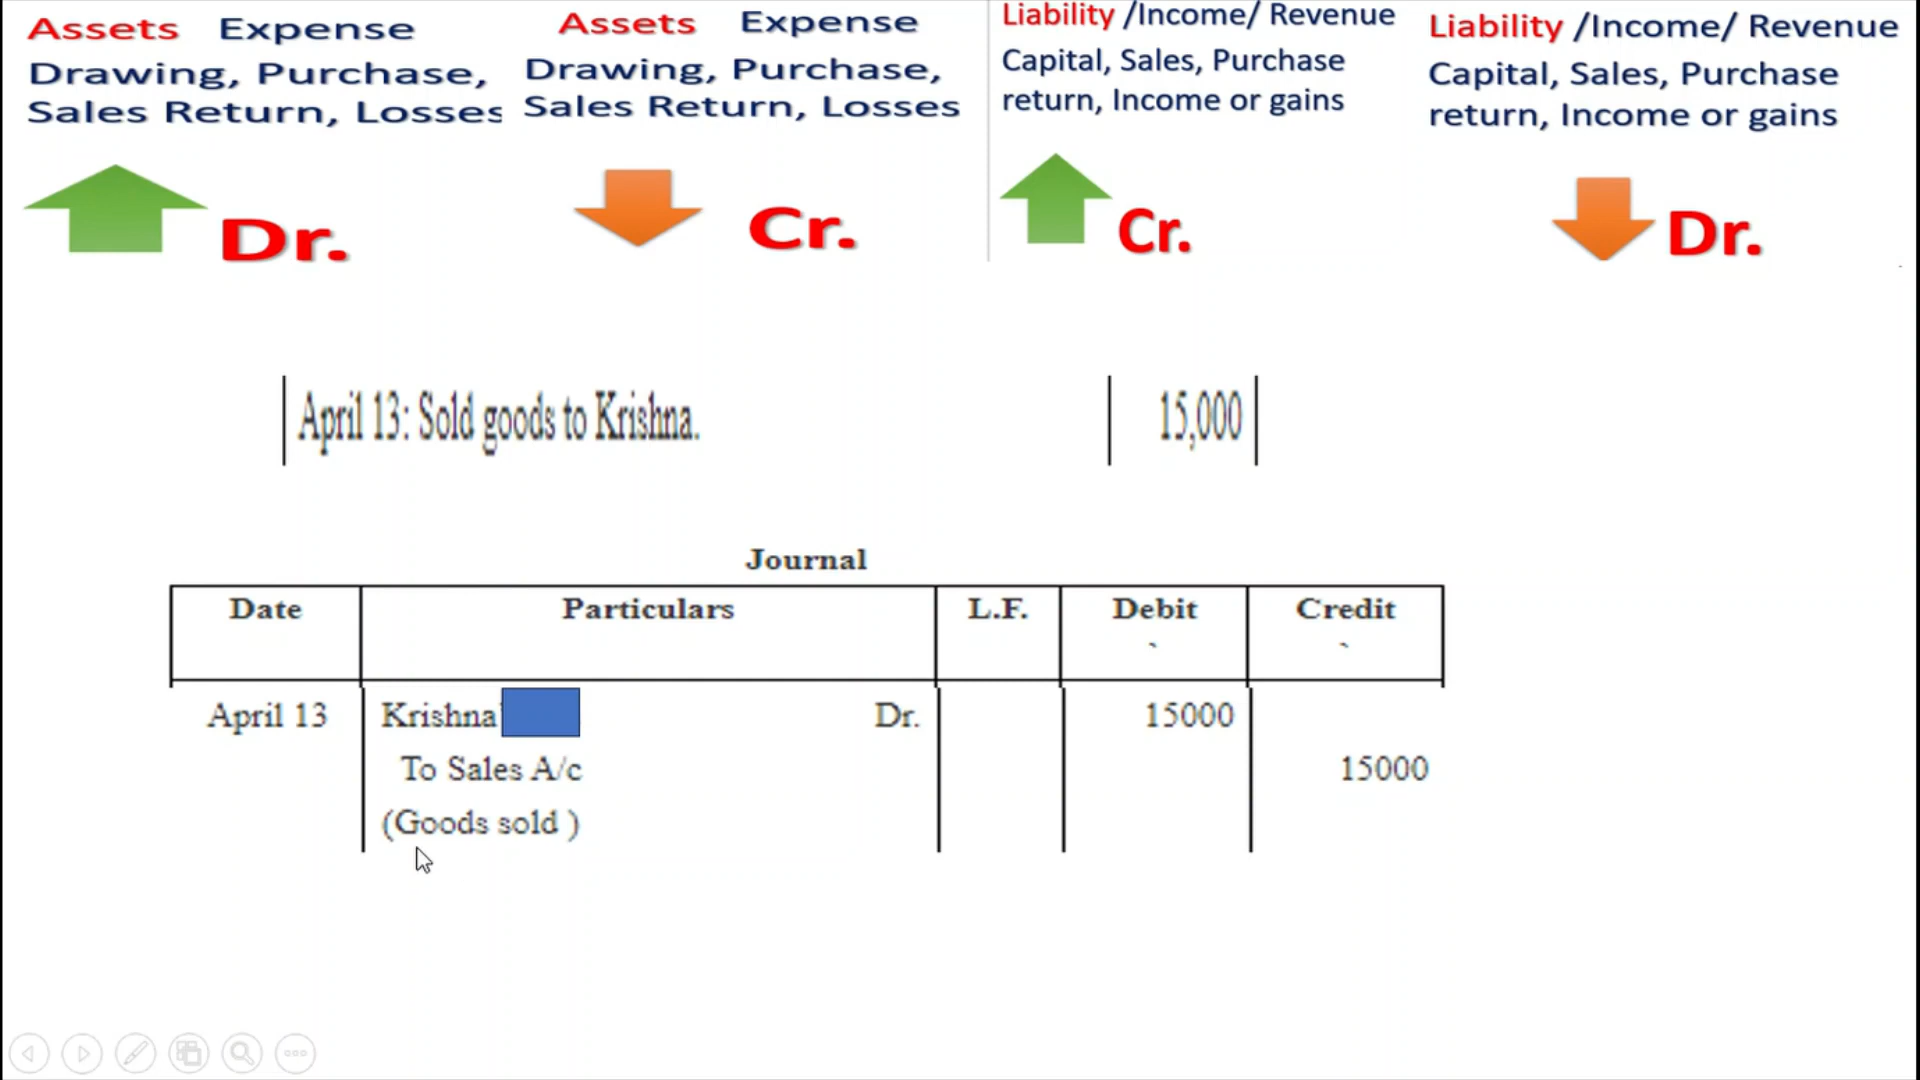 Assets Expense
Drawing, Purchase,
Sales Return, Losses
Dr.
Assets Expense
Drawing, Purchase,
Sales Return, Losses
Cr.
Liability /Income/ Revenue
Capital, Sales, Purchase
return, Income or gains
Cr.
Liability /Income/ Revenue
Capital, Sales, Purchase
return, Income or gains
Dr.
April 13: Sold goods to Krishna. 15,000
Journal
Date Particulars L.F. Debit Credit
` `
April 13 Krishna Dr. 15000
To Sales A/c 15000
(Goods sold )